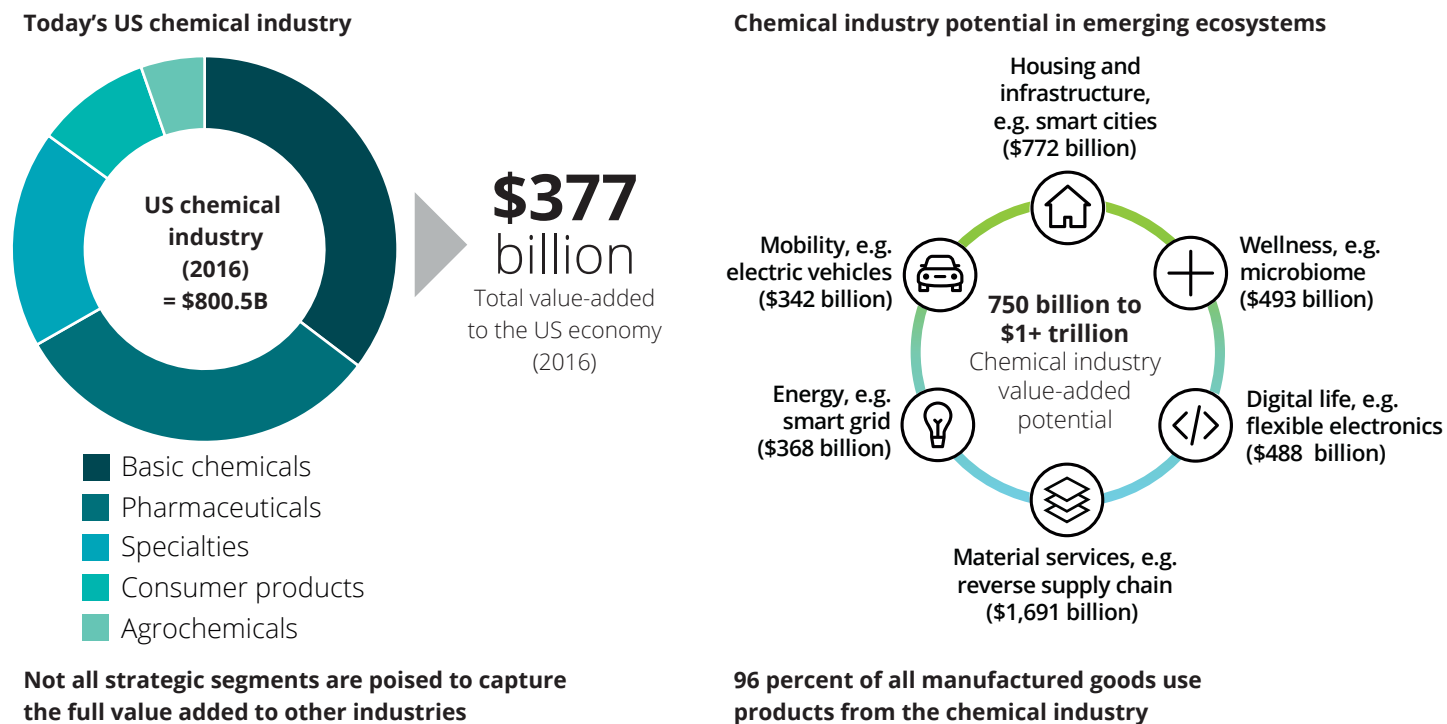 Today's US chemical industry
US chemical
industry
(2016)
= $800.5B
$377
billion
Total value-added
to the US economy
(2016)
Basic chemicals
Pharmaceuticals
Specialties
Consumer products
Agrochemicals
Not all strategic segments are poised to capture
the full value added to other industries
Chemical industry potential in emerging ecosystems
Housing and
infrastructure,
e.g. smart cities
($772 billion)
Mobility, e.g.
electric vehicles
($342 billion)
Wellness, e.g.
microbiome
($493 billion)
750 billion to
$1+ trillion
Chemical industry
value-added
potential
Energy, e.g.
smart grid
($368 billion)
Digital life, e.g.
flexible electronics
($488  billion)
Material services, e.g.
reverse supply chain
($1,691 billion)
96 percent of all manufactured goods use
products from the chemical industry